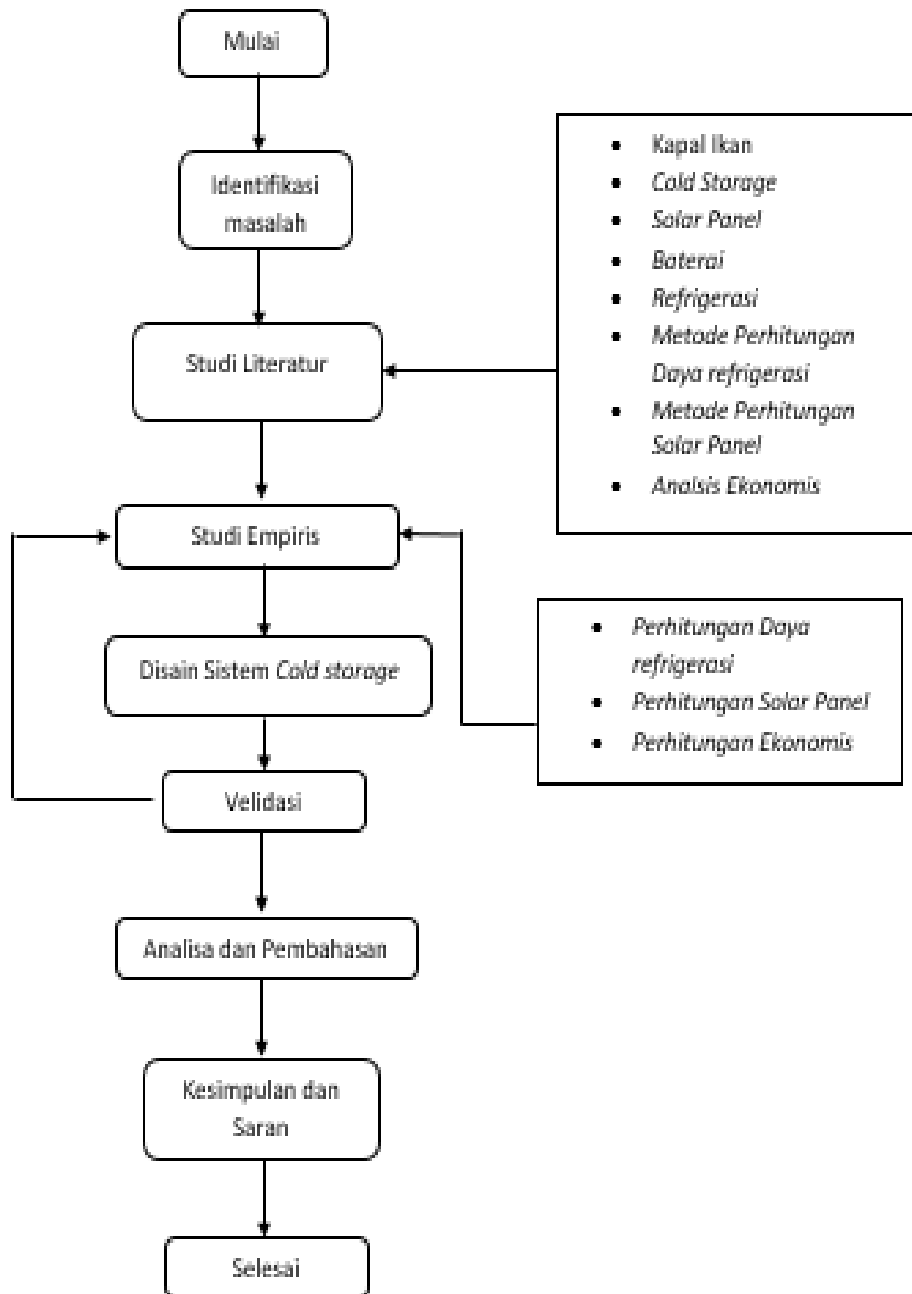 Mulai
Identifikasi
masalah
Studi Literatur
• Kapal Ikan
• Cold Storage
• Solar Panel
• Baterai
• Refrigerasi
• Metode Perhitungan
Daya refrigerasi
• Metode Perhitungan
Solar Panel
• Analsis Ekonomis
Studi Empiris
• Perhitungan Daya
refrigerasi
• Perhitungan Solar Panel
• Perhitungan Ekonomis
Disain Sistem Cold storage
Velidasi
Analisa dan Pembahasan
Kesimpulan dan
Saran
Selesai